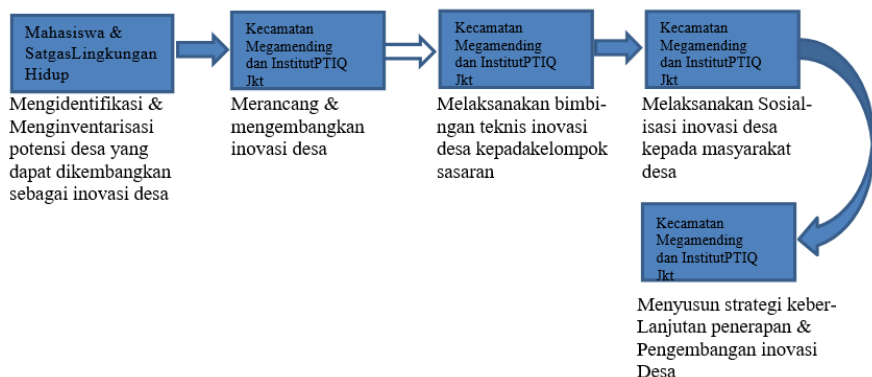 Mahasiswa &
SatgasLingkungan
Hidup
Mengidentifikasi &
Menginventarisasi
potensi desa yang
dapat dikembangkan
sebagai inovasi desa
Kecamatan
Megamending
dan InstitutPTIQ
Jkt
Merancang &
mengembangkan
inovasi desa
Kecamatan
Megamending
dan InstitutPTIQ
Jkt
Melaksanakan bimbi-
ngan teknis inovasi
desa kepadakelompok
sasaran
Kecamatan
Megamending
dan InstitutPTIQ
Jkt
Melaksanakan Sosial-
isasi inovasi desa
kepada masyarakat
desa
Kecamatan
Megamending
dan InstitutPTIQ
Jkt
Menyusun strategi keber-
Lanjutan penerapan &
Pengembangan inovasi
Desa